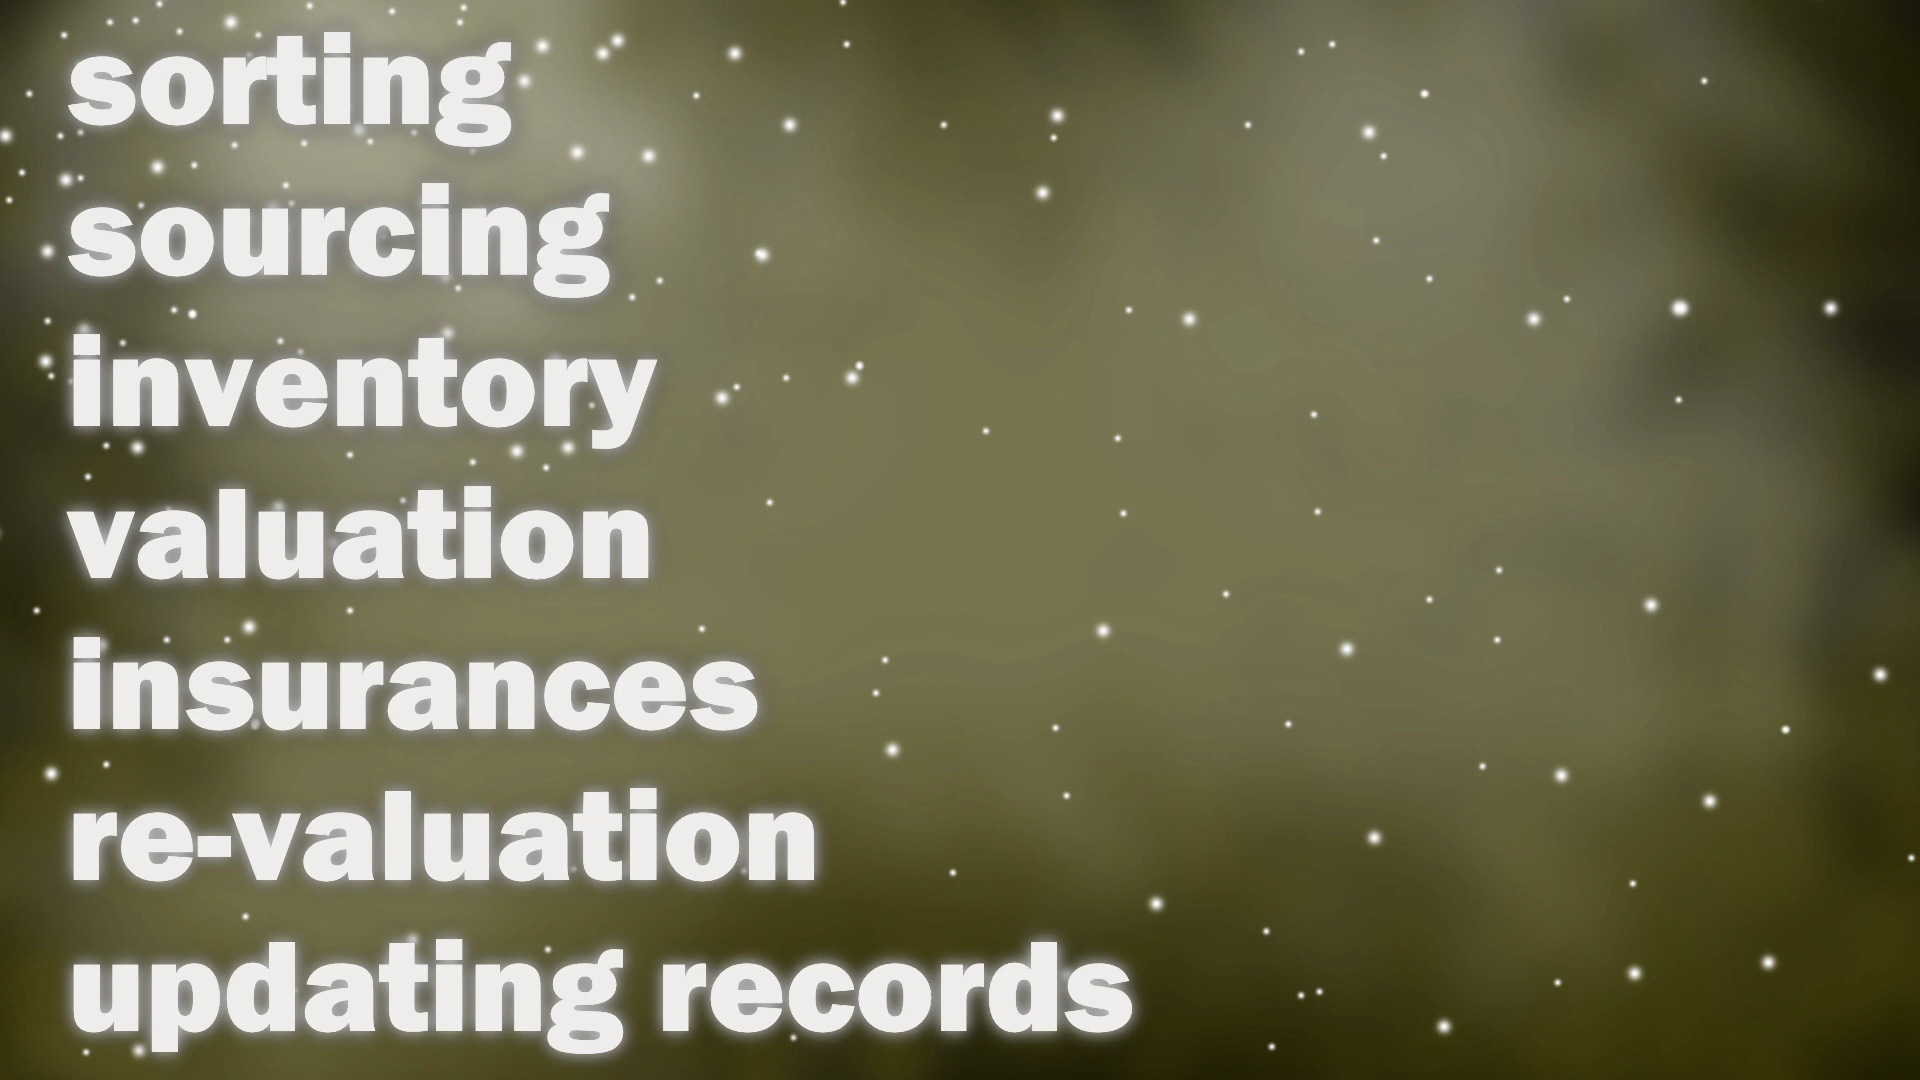 sorting
sourcing
inventory
valuation
insurances
re-valuation
updating records